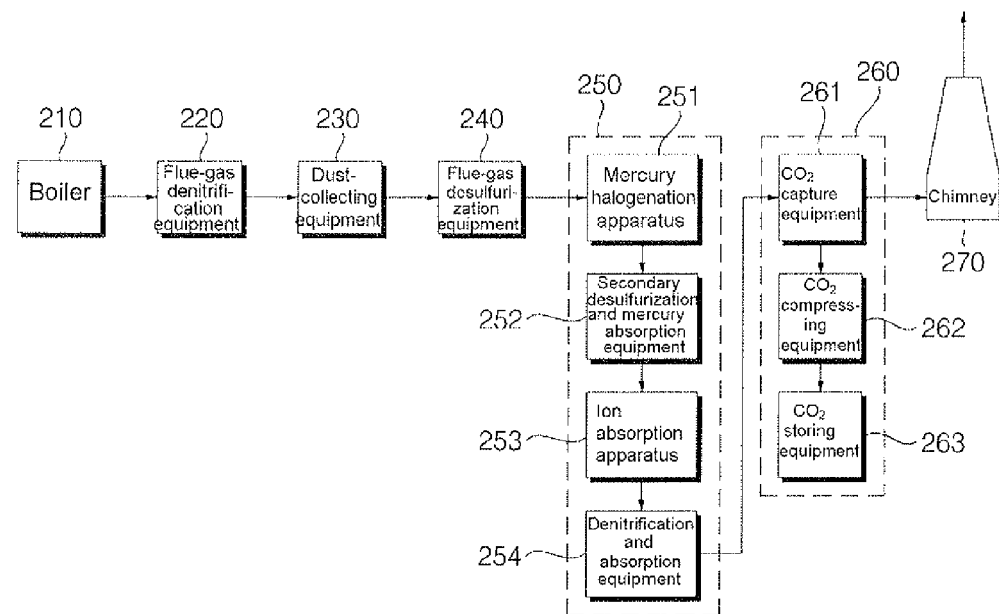 210
Boiler
220
Flue-gas
denitrifi-
cation
equipment
230
Dust-
collecting
equipment
240
Flue-gas
dosulfuri-
zation
equipment
250
251
Mercury
halogenation
apparatus
252
Secondary
desulfurization
and mercury
absorption
equipment
253
Ion
absorption
apparatus
254
Denitrification
and
absorption
equipment
260
261
CO₂
capture
equipment
262
CO₂
compress-
ing
equipment
263
CO₂
storing
equipment
Chimney
270